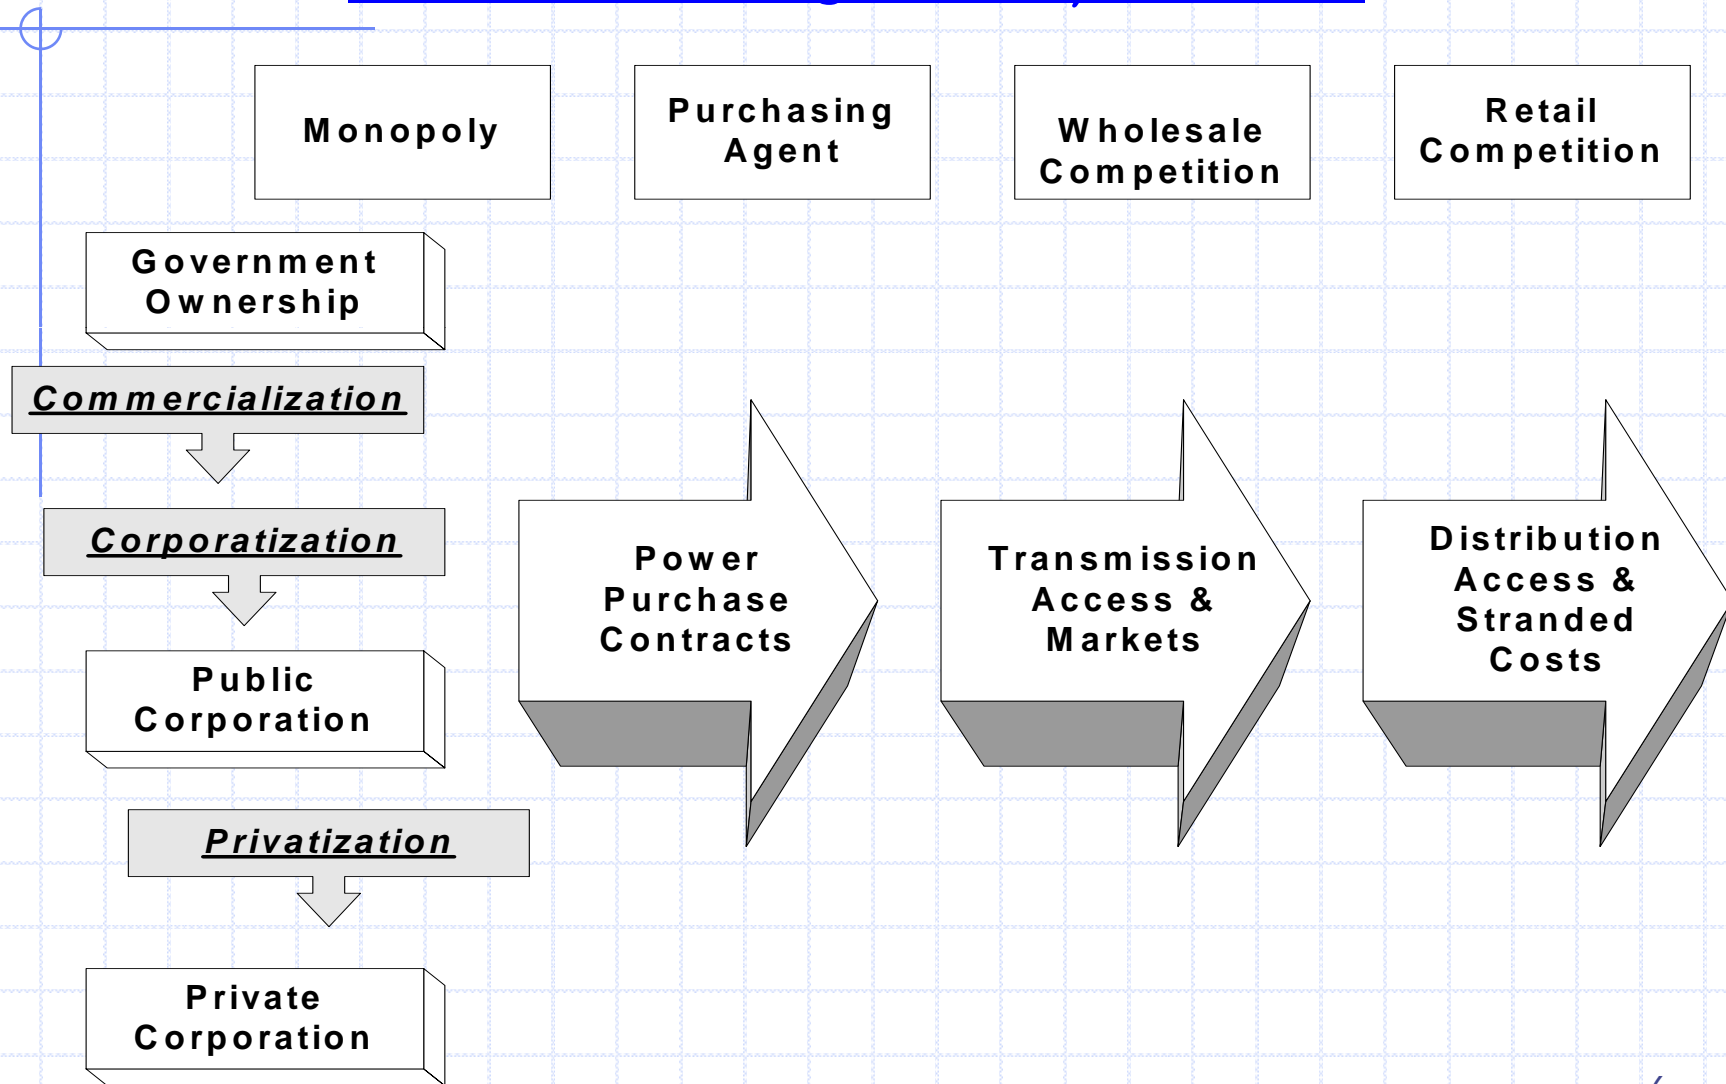 Monopoly
Purchasing
Agent
Wholesale
Competition
Retail
Competition
Government
Ownership
Commercialization
Corporatization
Public
Corporation
Privatization
Private
Corporation
Power
Purchase
Contracts
Transmission
Access &
Markets
Distribution
Access &
Stranded
Costs